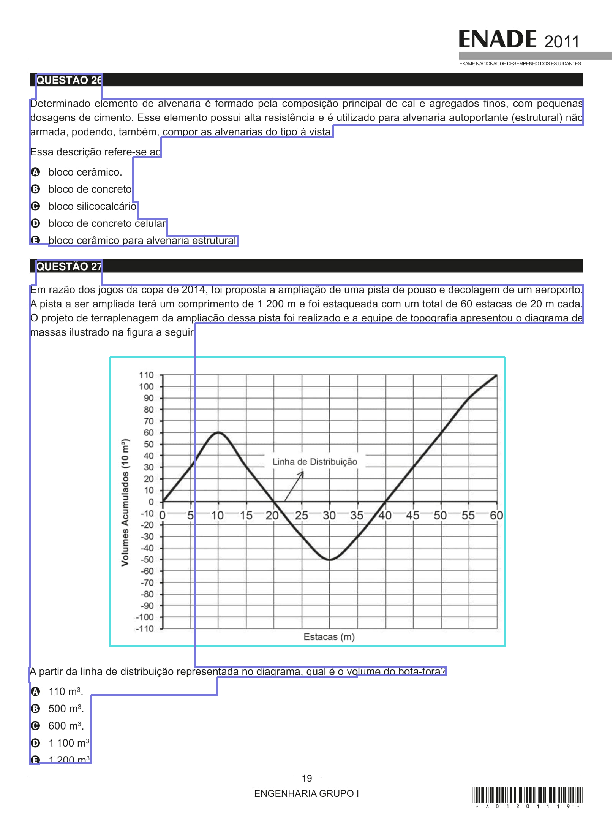 ENADE 2011
EXAME NACIONAL DE DESEMPENHO DOS ESTUDANTES
QUESTÃO 26
Determinado elemento de alvenaria é formado pela composição principal de cal e agregados finos, com pequenas
dosagens de cimento. Esse elemento possui alta resistência e é utilizado para alvenaria autoportante (estrutural) não
armada, podendo, também, compor as alvenarias do tipo à vista.
Essa descrição refere-se ao
A bloco cerâmico.
B bloco de concreto.
C bloco silicocalcário.
D bloco de concreto celular.
E bloco cerâmico para alvenaria estrutural.
QUESTÃO 27
Em razão dos jogos da copa de 2014, foi proposta a ampliação de uma pista de pouso e decolagem de um aeroporto.
A pista a ser ampliada terá um comprimento de 1 200 m e foi estaqueada com um total de 60 estacas de 20 m cada.
O projeto de terraplenagem da ampliação dessa pista foi realizado e a equipe de topografia apresentou o diagrama de
massas ilustrado na figura a seguir.
Volumes Acumulados (10 m³)
110
100
90
80
70
60
50
40
30
20
10
0
-10
-20
-30
-40
-50
-60
-70
-80
-90
-100
-110
Linha de Distribuição
0 5 10 15 20 25 30 35 40 45 50 55 60
Estacas (m)
A partir da linha de distribuição representada no diagrama, qual é o volume do bota-fora?
A 110 m³.
B 500 m³.
C 600 m³.
D 1 100 m³.
E 1 200 m³.
19
ENGENHARIA GRUPO I